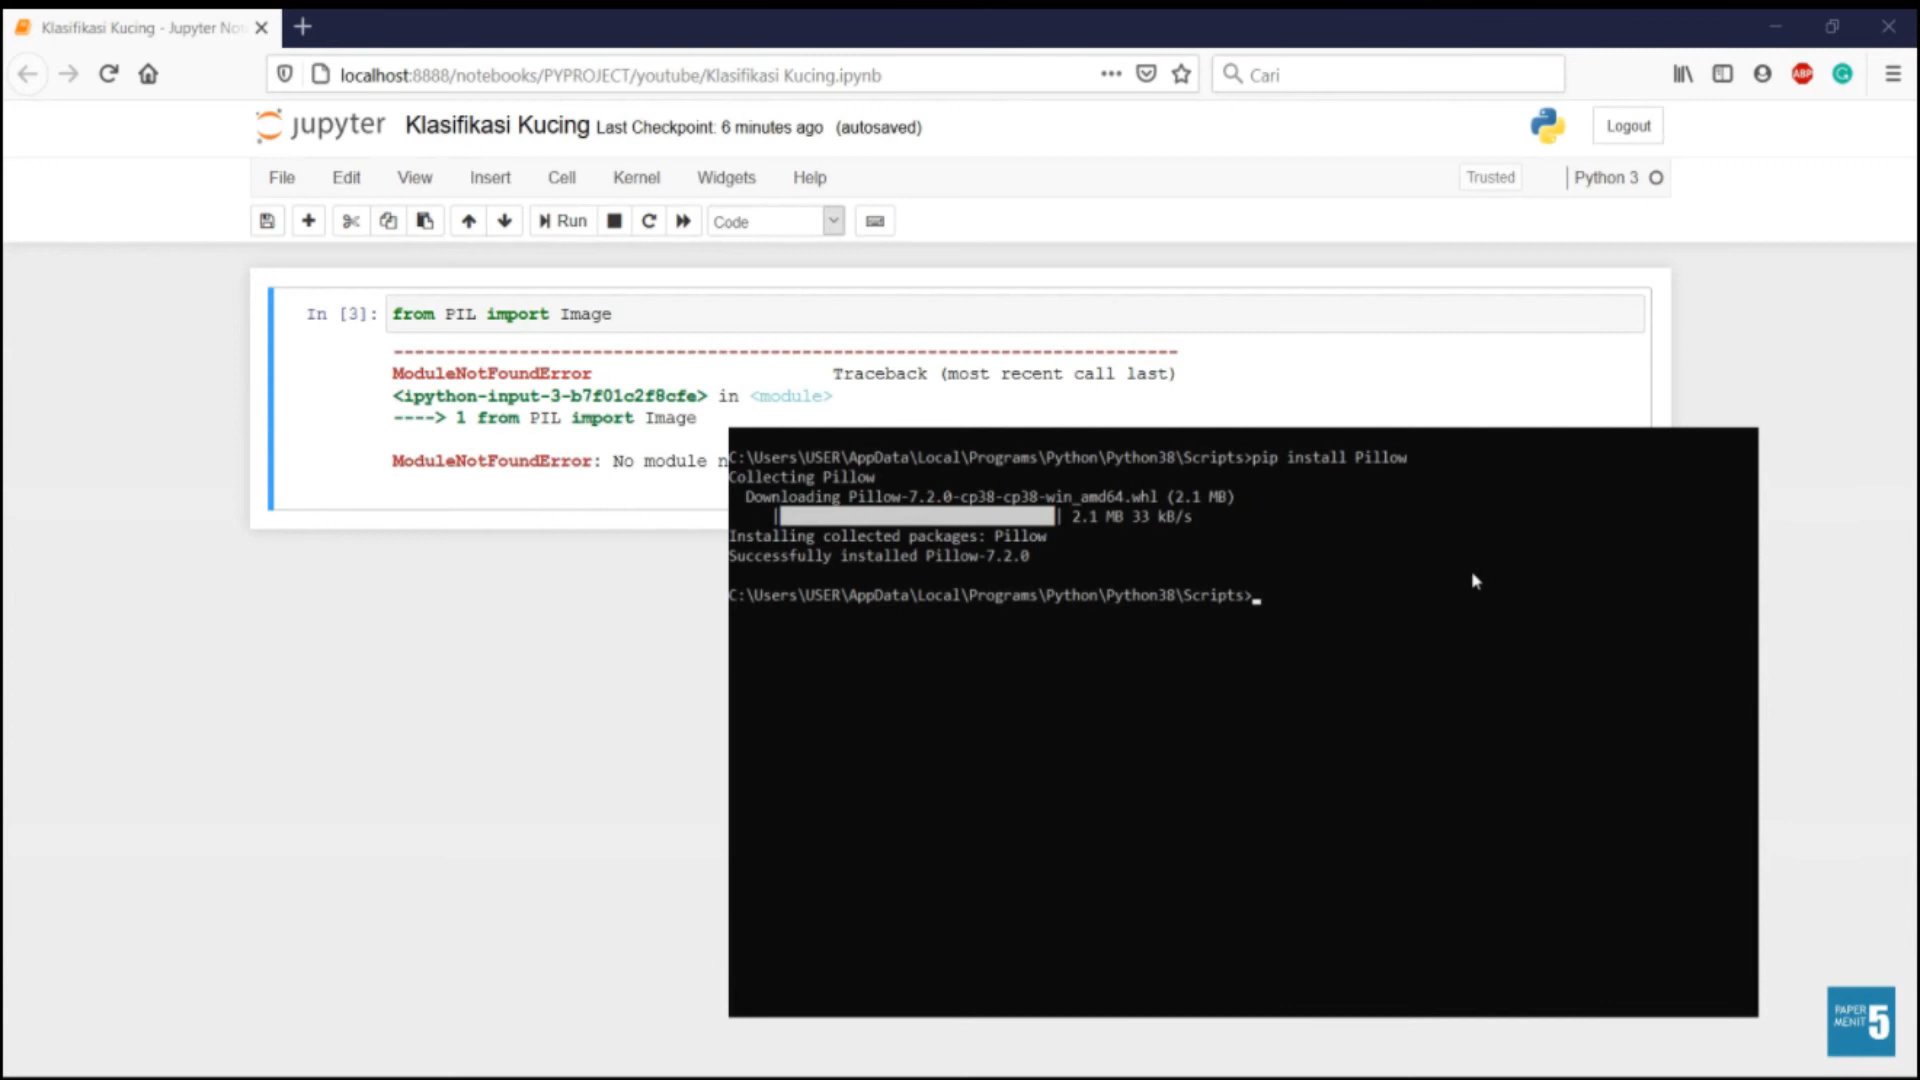 Klasifikasi Kucing - Jupyter Not
localhost:8888/notebooks/PYPROJECT/youtube/Klasifikasi Kucing.ipynb
Cari
ABP
jupyter Klasifikasi Kucing Last Checkpoint: 6 minutes ago (autosaved)
Logout
File Edit View Insert Cell Kernel Widgets Help
Trusted
Python 3
Run
Code
In [3]: from PIL import Image
---------------------------------------------------------------------------
ModuleNotFoundError Traceback (most recent call last)
<ipython-input-3-b7f01c2f8cfe> in <module>
----> 1 from PIL import Image
ModuleNotFoundError: No module n
C:\Users\USER\AppData\Local\Programs\Python\Python38\Scripts>pip install Pillow
Collecting Pillow
Downloading Pillow-7.2.0-cp38-cp38-win_amd64.whl (2.1 MB)
| | 2.1 MB 33 kB/s
Installing collected packages: Pillow
Successfully installed Pillow-7.2.0
C:\Users\USER\AppData\Local\Programs\Python\Python38\Scripts>
PAPER
MENIT
5